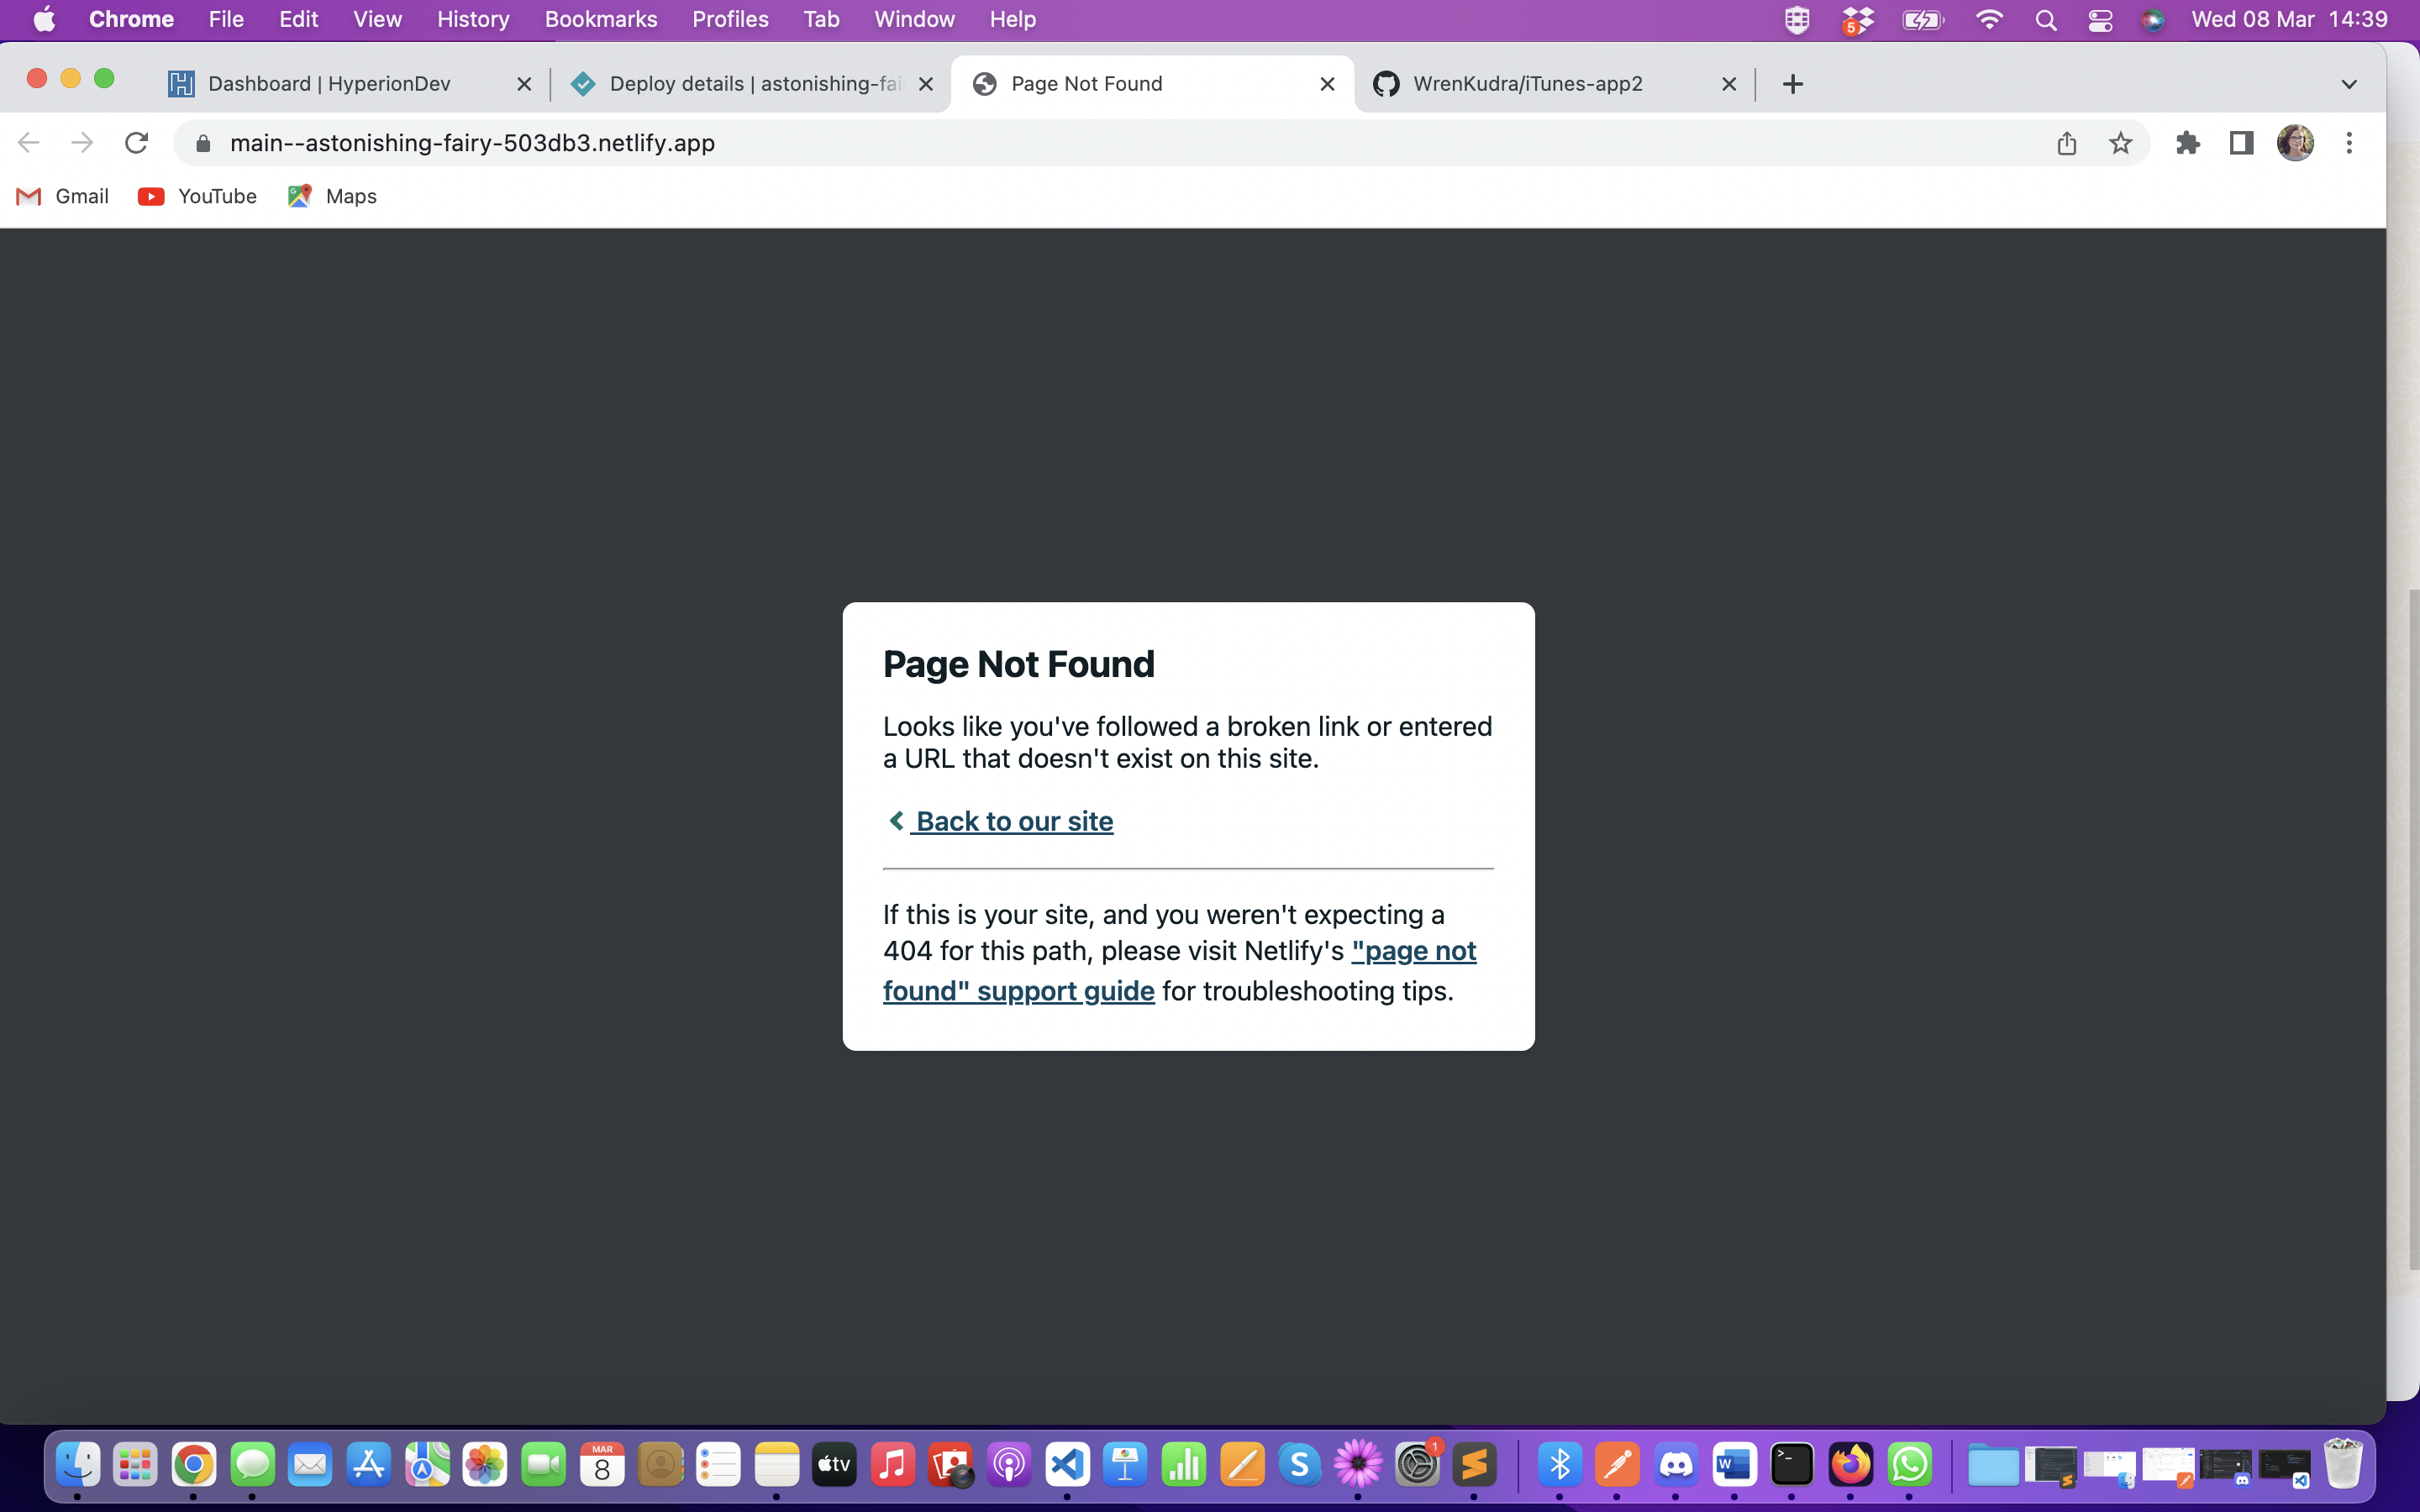 Chrome File Edit View History Bookmarks Profiles Tab Window Help 5 Wed 08 Mar 14:39
Dashboard | HyperionDev Deploy details | astonishing-fai Page Not Found WrenKudra/iTunes-app2
main--astonishing-fairy-503db3.netlify.app
Gmail YouTube Maps
Page Not Found
Looks like you've followed a broken link or entered
a URL that doesn't exist on this site.
Back to our site
If this is your site, and you weren't expecting a
404 for this path, please visit Netlify's "page not
found" support guide for troubleshooting tips.
MAR
8
tv
1